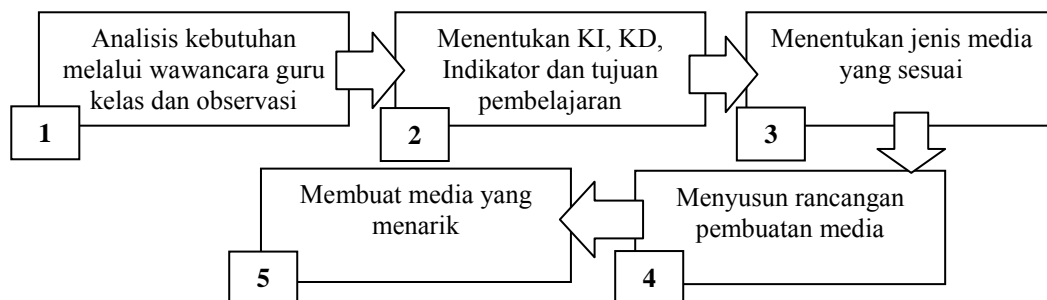 Analisis kebutuhan
melalui wawancara guru
kelas dan observasi
1
Menentukan KI, KD,
Indikator dan tujuan
pembelajaran
2
Menentukan jenis media
yang sesuai
3
Menyusun rancangan
pembuatan media
4
Membuat media yang
menarik
5